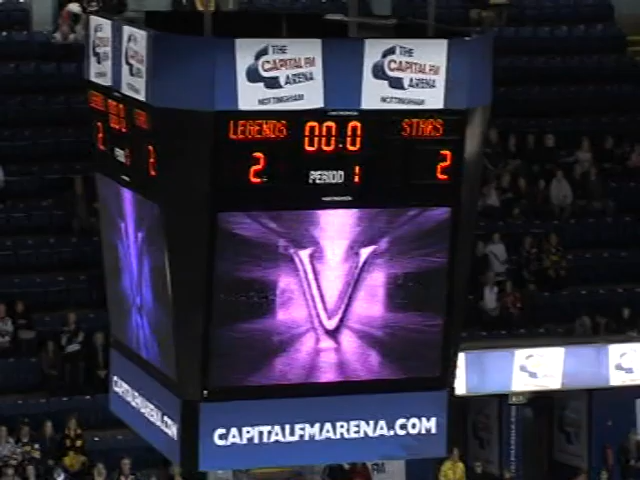 THE
CAPITAL FM
ARENA
NOTTINGHAM
THE
CAPITAL FM
ARENA
NOTTINGHAM
LEGENDS 00:0 STARS
2 PERIOD 1 2
V
CAPITALFMARENA.COM
CAPITALFMARENA.COM